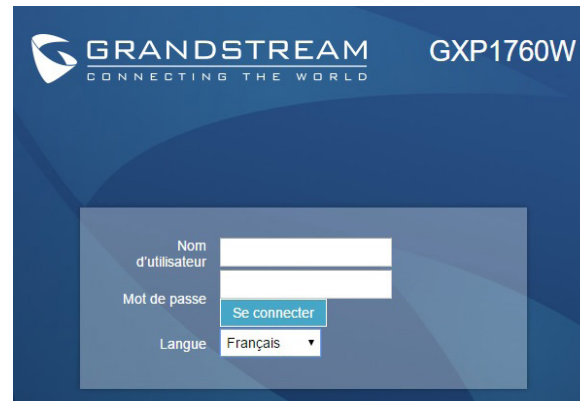 GRANDSTREAM
CONNECTING THE WORLD
GXP1760W
Nom
d'utilisateur
Mot de passe
Se connecter
Langue
Français